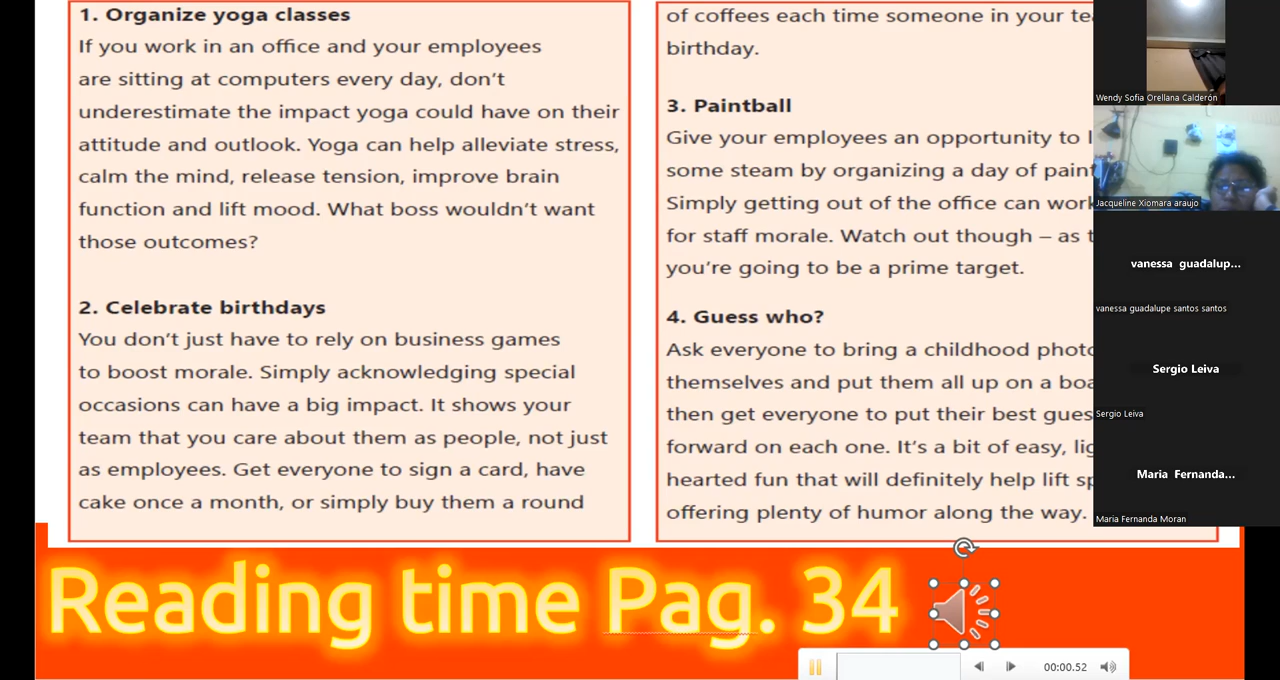 1. Organize yoga classes
If you work in an office and your employees
are sitting at computers every day, don't
underestimate the impact yoga could have on their
attitude and outlook. Yoga can help alleviate stress,
calm the mind, release tension, improve brain
function and lift mood. What boss wouldn't want
those outcomes?
2. Celebrate birthdays
You don't just have to rely on business games
to boost morale. Simply acknowledging special
occasions can have a big impact. It shows your
team that you care about them as people, not just
as employees. Get everyone to sign a card, have
cake once a month, or simply buy them a round
of coffees each time someone in your
birthday.
3. Paintball
Give your employees an opportunity to
some steam by organizing a day of
Simply getting out of the office can
for staff morale. Watch out though – as
you're going to be a prime target.
4. Guess who?
Ask everyone to bring a childhood
themselves and put them all up on a
then get everyone to put their best
forward on each one. It's a bit of easy,
hearted fun that will definitely help lift
offering plenty of humor along the way.
Reading time Pag. 34
00:00.52
Wendy Sofia Orellana Calderón
Jacqueline Xiomara araujo
vanessa guadalup...
vanessa guadalupe santos santos
Sergio Leiva
Sergio Leiva
Maria Fernanda...
Maria Fernanda Moran